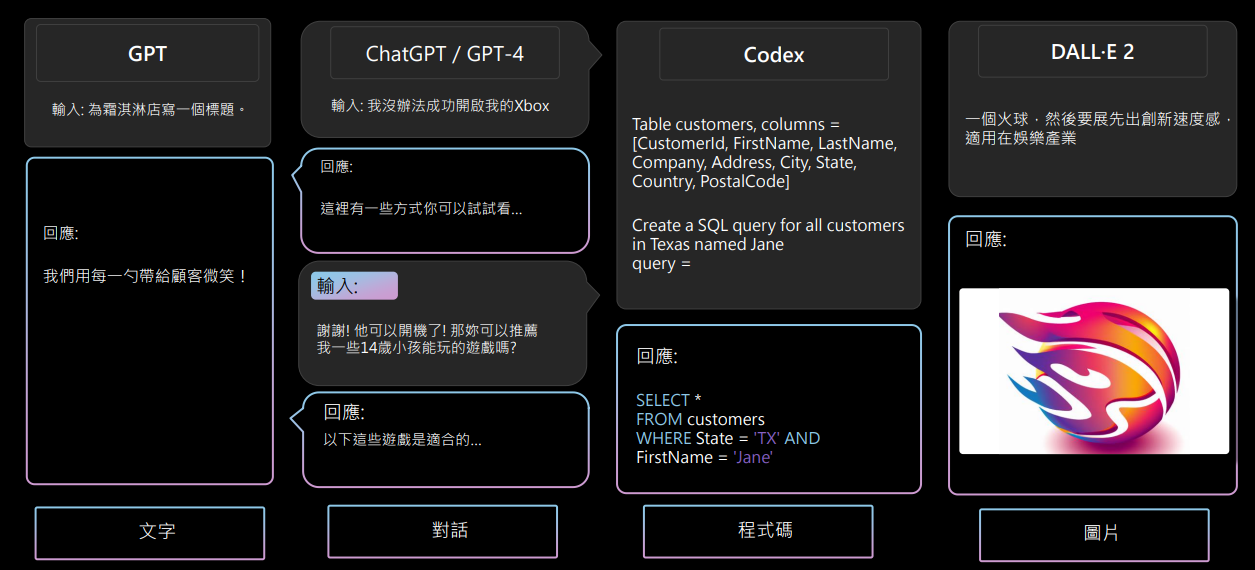 GPT
輸入: 為霜淇淋店寫一個標題。
回應:
我們用每一勺帶給顧客微笑！
文字
ChatGPT / GPT-4
輸入: 我沒辦法成功開啟我的Xbox
回應:
這裡有一些方式你可以試試看...
輸入:
謝謝! 他可以開機了! 那妳可以推薦
我一些14歲小孩能玩的遊戲嗎?
回應:
以下這些遊戲是適合的...
對話
Codex
Table customers, columns =
[CustomerId, FirstName, LastName,
Company, Address, City, State,
Country, PostalCode]
Create a SQL query for all customers
in Texas named Jane
query =
回應:
SELECT *
FROM customers
WHERE State = 'TX' AND
FirstName = 'Jane'
程式碼
DALL·E 2
一個火球，然後要展先出創新速度感，
適用在娛樂產業
回應:
圖片